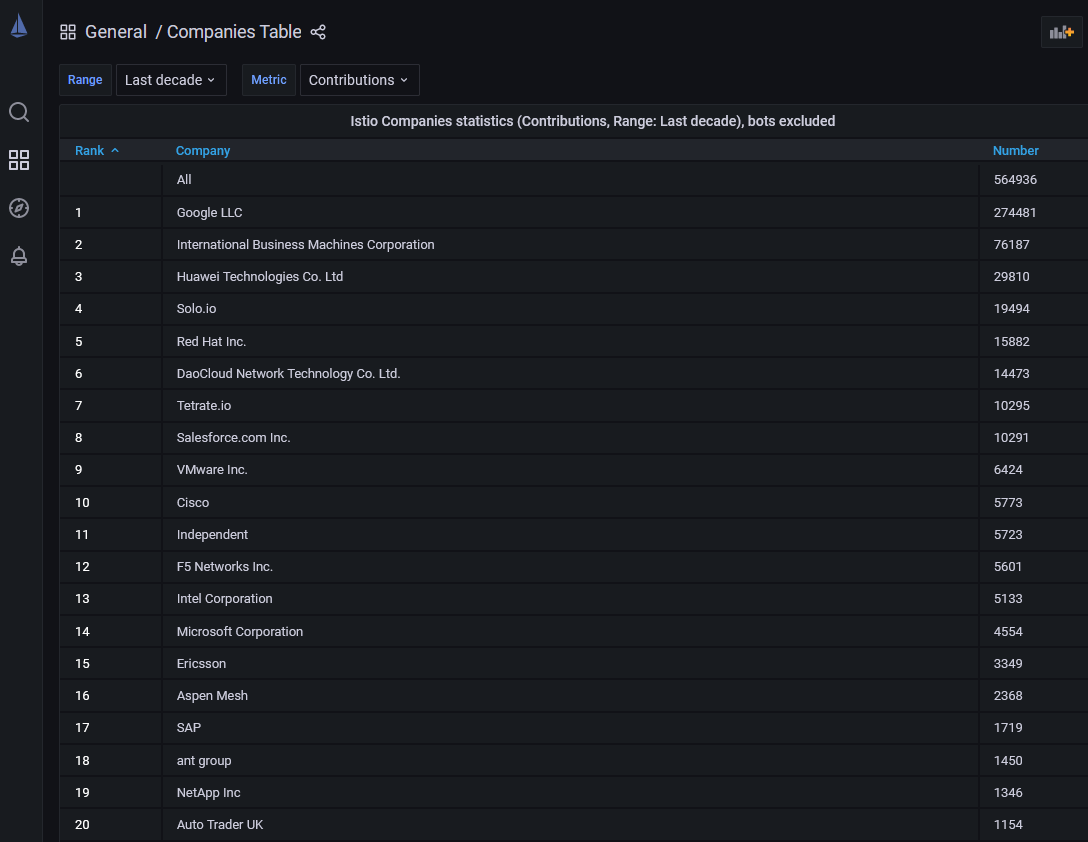 General / Companies Table
Range Last decade Metric Contributions
Istio Companies statistics (Contributions, Range: Last decade), bots excluded
Rank Company Number
All 564936
1 Google LLC 274481
2 International Business Machines Corporation 76187
3 Huawei Technologies Co. Ltd 29810
4 Solo.io 19494
5 Red Hat Inc. 15882
6 DaoCloud Network Technology Co. Ltd. 14473
7 Tetrate.io 10295
8 Salesforce.com Inc. 10291
9 VMware Inc. 6424
10 Cisco 5773
11 Independent 5723
12 F5 Networks Inc. 5601
13 Intel Corporation 5133
14 Microsoft Corporation 4554
15 Ericsson 3349
16 Aspen Mesh 2368
17 SAP 1719
18 ant group 1450
19 NetApp Inc 1346
20 Auto Trader UK 1154